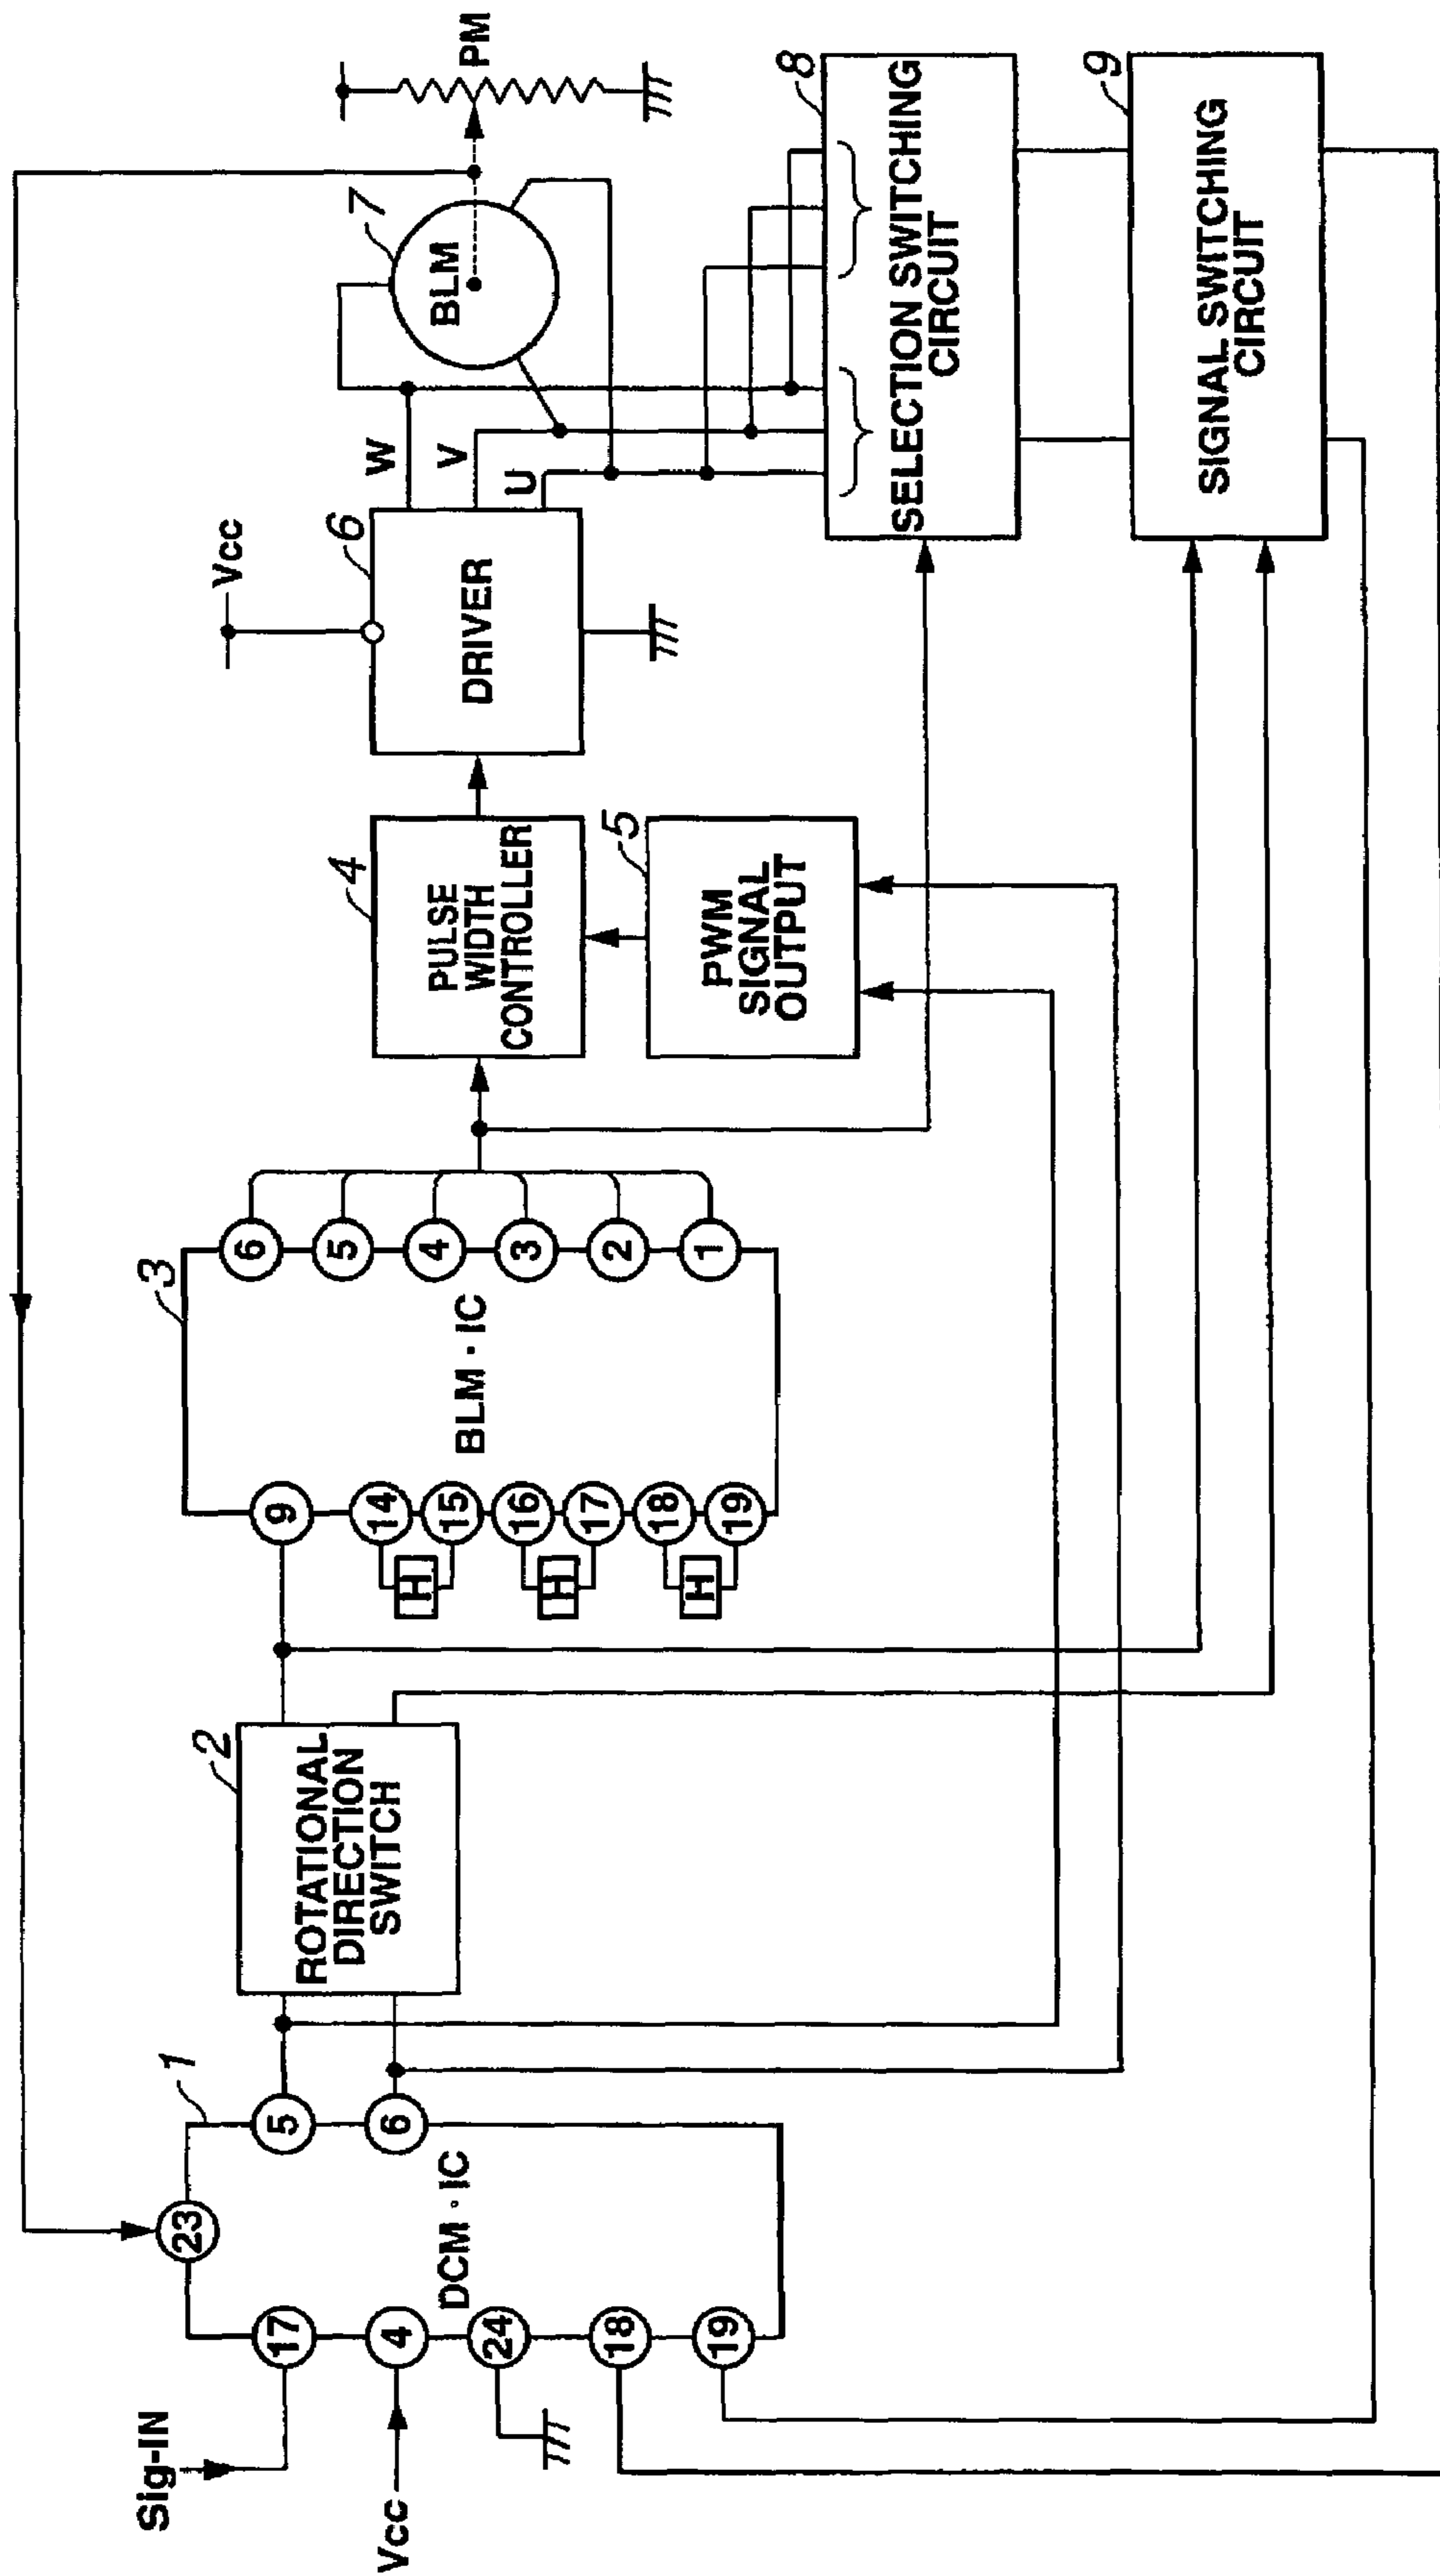 Sig-IN
Vcc
17
4
24
18
19
23
1
DCM · IC
5
6
2
ROTATIONAL
DIRECTION
SWITCH
3
9
14
15
16
17
18
19
H
H
H
BLM · IC
6
5
4
3
2
1
4
PULSE
WIDTH
CONTROLLER
5
PWM
SIGNAL
OUTPUT
Vcc
6
DRIVER
W
V
U
7
BLM
PM
8
SELECTION SWITCHING
CIRCUIT
9
SIGNAL SWITCHING
CIRCUIT